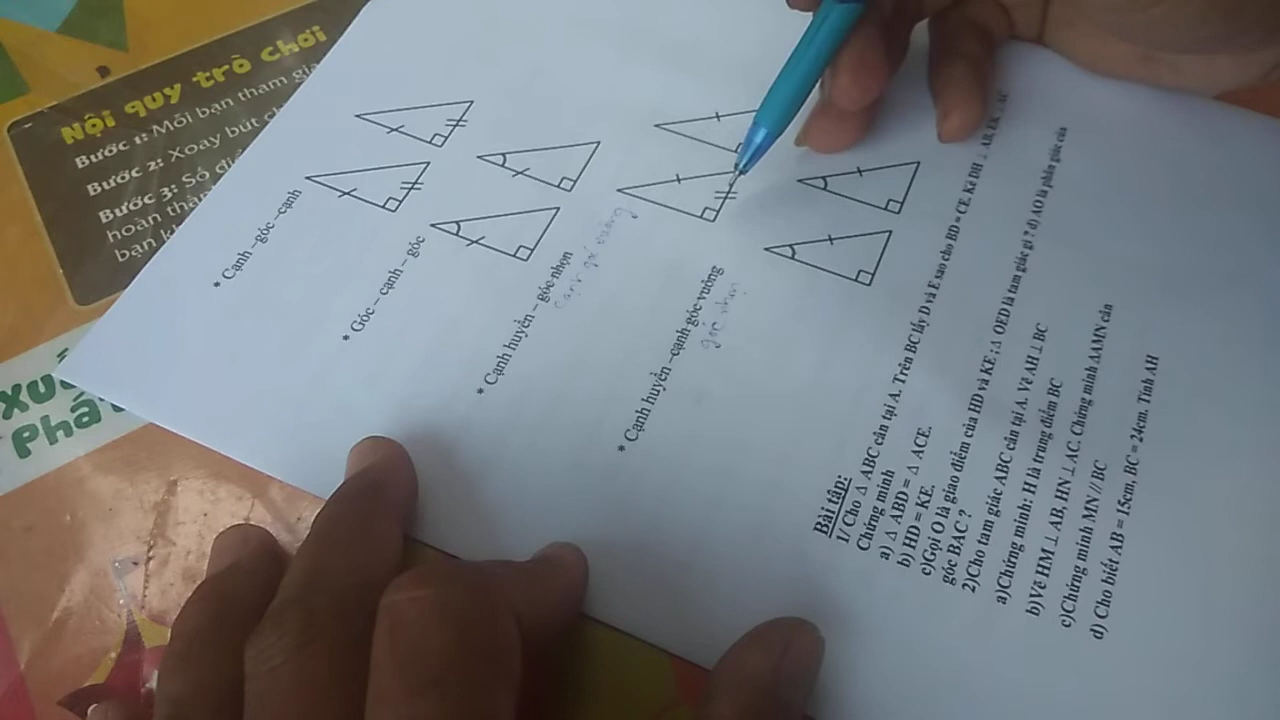 Nội quy trò chơi
Bước 1: Mỗi bạn tham gia
Bước 2: Xoay bút
Bước 3: Số
hoàn
bạn
Phát
* Cạnh –góc –cạnh
* Góc – cạnh – góc
* Cạnh huyền – góc nhọn
cạnh góc vuông
* Cạnh huyền –cạnh góc vuông
góc nhọn
Bài tập:
1/ Cho Δ ABC cân tại A. Trên BC lấy D và E sao cho BD = CE. Kẻ DH ⊥ AB, EK ⊥ AC
Chứng minh
a) Δ ABD = Δ ACE.
b) HD = KE.
c)Gọi O là giao điểm của HD và KE ; Δ OED là tam giác gì ? d) AO là phân giác của
góc BAC ?
2)Cho tam giác ABC cân tại A. Vẽ AH ⊥ BC
a)Chứng minh: H là trung điểm BC
b)Vẽ HM ⊥ AB, HN ⊥ AC. Chứng minh ΔAMN cân
c)Chứng minh MN // BC
d) Cho biết AB = 15cm, BC = 24cm. Tính AH